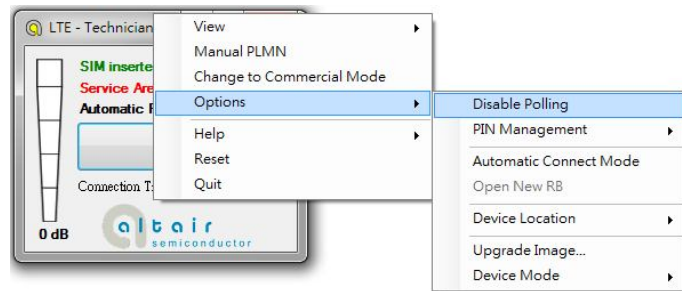 LTE - Technician
SIM inserte
Service Are
Automatic
Connection T
0 dB
altair
semiconductor
View
Manual PLMN
Change to Commercial Mode
Options
Help
Reset
Quit
Disable Polling
PIN Management
Automatic Connect Mode
Open New RB
Device Location
Upgrade Image...
Device Mode